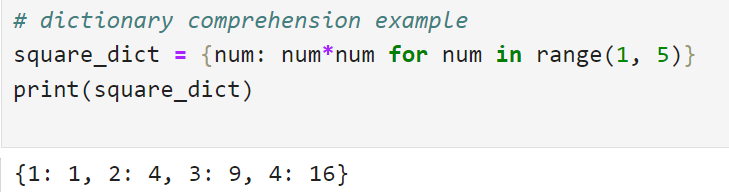 # dictionary comprehension example
square_dict = {num: num*num for num in range(1, 5)}
print(square_dict)
{1: 1, 2: 4, 3: 9, 4: 16}